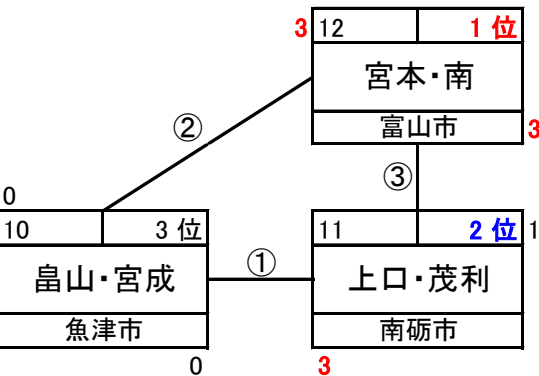 3 12 1 位
宮本・南
富山市 3
②
③
0
10 3 位
畠山・宮成
魚津市
0
①
11 2 位 1
上口・茂利
南砺市
3